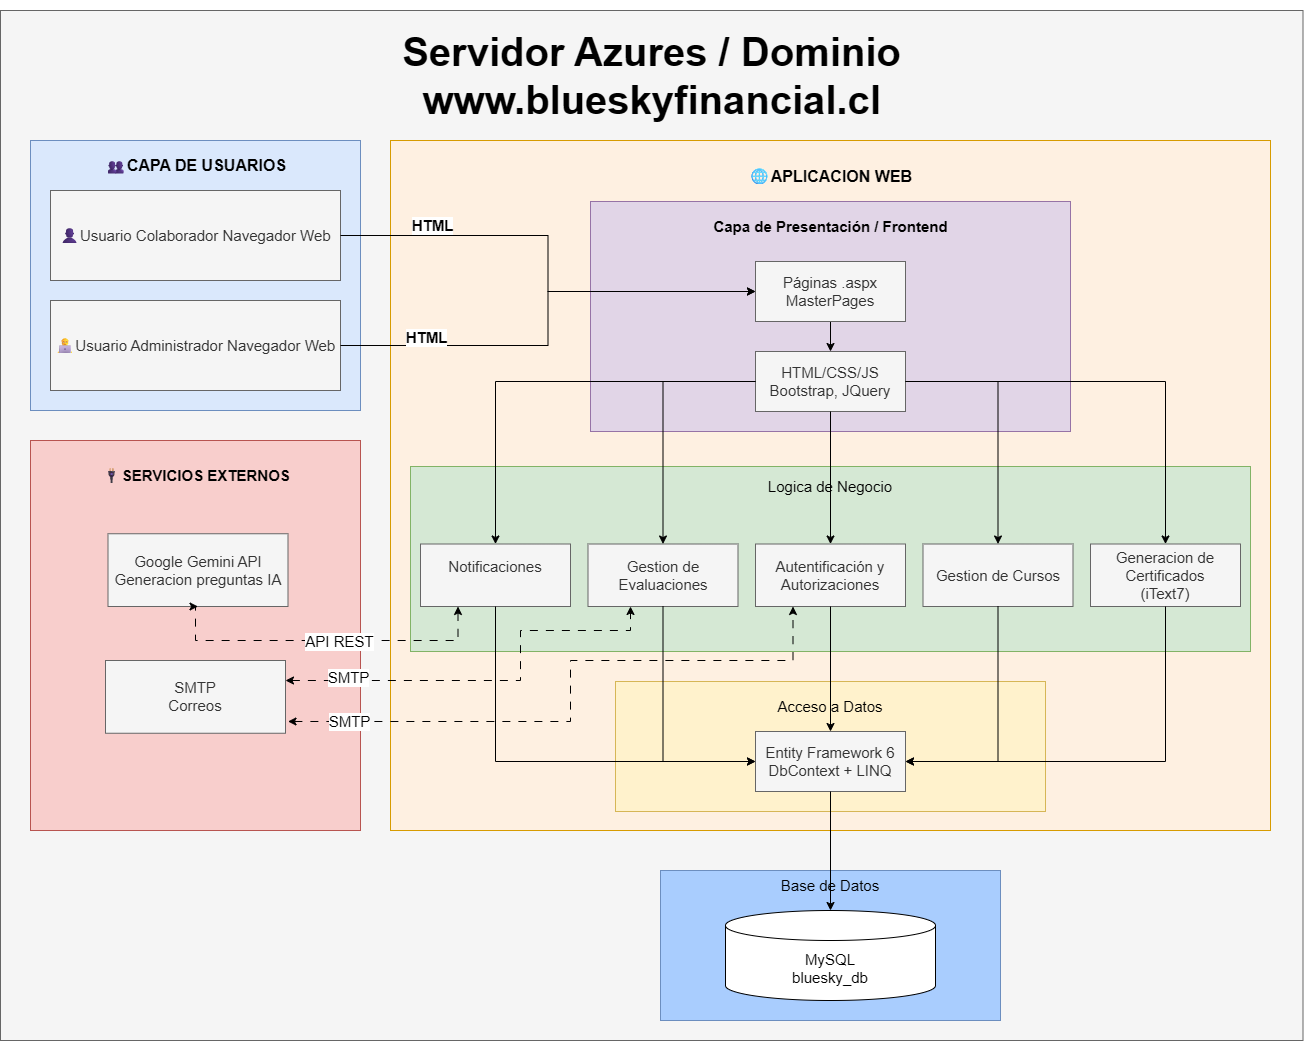 Servidor Azures / Dominio
www.blueskyfinancial.cl
CAPA DE USUARIOS
Usuario Colaborador Navegador Web
Usuario Administrador Navegador Web
HTML
HTML
SERVICIOS EXTERNOS
Google Gemini API
Generacion preguntas IA
SMTP
Correos
API REST
SMTP
SMTP
APLICACION WEB
Capa de Presentación / Frontend
Páginas .aspx
MasterPages
HTML/CSS/JS
Bootstrap, JQuery
Logica de Negocio
Notificaciones
Gestion de
Evaluaciones
Autentificación y
Autorizaciones
Gestion de Cursos
Generacion de
Certificados
(iText7)
Acceso a Datos
Entity Framework 6
DbContext + LINQ
Base de Datos
MySQL
bluesky_db